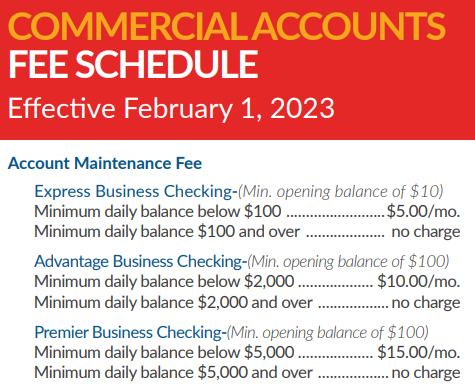 COMMERCIAL ACCOUNTS
FEE SCHEDULE
Effective February 1, 2023
Account Maintenance Fee
Express Business Checking-(Min. opening balance of $10)
Minimum daily balance below $100 ........................ $5.00/mo.
Minimum daily balance $100 and over ................... no charge
Advantage Business Checking-(Min. opening balance of $100)
Minimum daily balance below $2,000 .................. $10.00/mo.
Minimum daily balance $2,000 and over ................. no charge
Premier Business Checking-(Min. opening balance of $100)
Minimum daily balance below $5,000 .................. $15.00/mo.
Minimum daily balance $5,000 and over ................. no charge